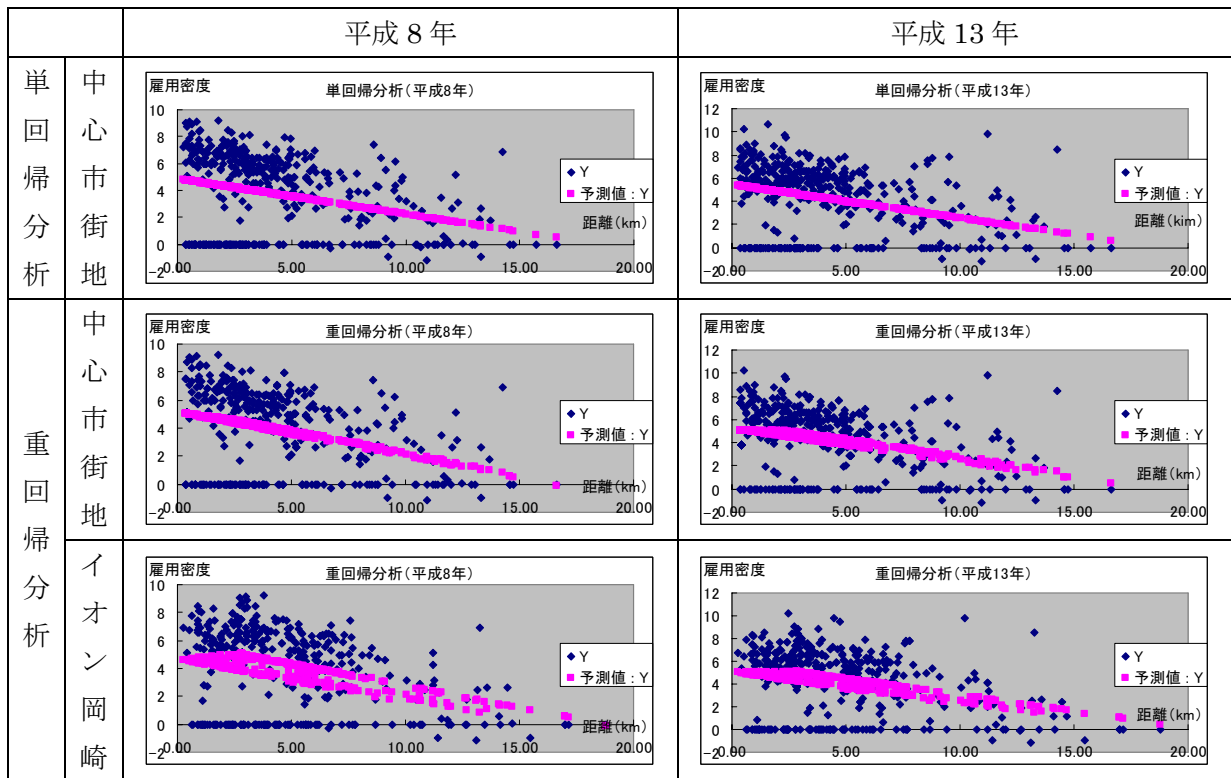 平成 8 年
平成 13 年
単回帰分析
中心市街地
雇用密度
単回帰分析(平成8年)
10
8
6
4
2
0
-2
0.00
5.00
10.00
15.00
20.00
Y
予測値:Y
距離(km)
雇用密度
単回帰分析(平成13年)
12
10
8
6
4
2
0
-2
0.00
5.00
10.00
15.00
20.00
Y
予測値:Y
距離(kim)
重回帰分析
中心市街地
雇用密度
重回帰分析(平成8年)
10
8
6
4
2
0
-2
0.00
5.00
10.00
15.00
20.00
Y
予測値:Y
距離(km)
雇用密度
重回帰分析(平成13年)
12
10
8
6
4
2
0
-2
0.00
5.00
10.00
15.00
20.00
Y
予測値:Y
距離(km)
イオン岡崎
雇用密度
重回帰分析(平成8年)
10
8
6
4
2
0
-2
0.00
5.00
10.00
15.00
20.00
Y
予測値:Y
距離(km)
雇用密度
重回帰分析(平成13年)
12
10
8
6
4
2
0
-2
0.00
5.00
10.00
15.00
20.00
Y
予測値:Y
距離(km)